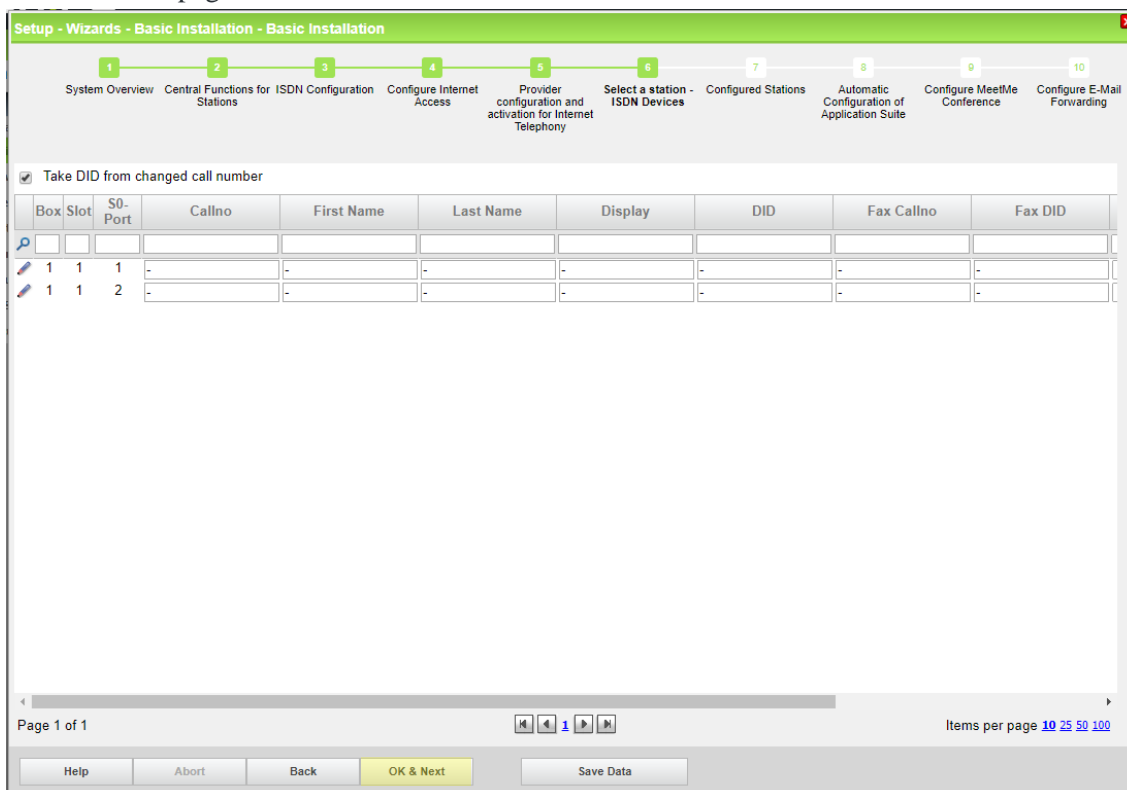 Setup - Wizards - Basic Installation - Basic Installation
1 2 3 4 5 6 7 8 9 10
System Overview
Central Functions for
Stations
ISDN Configuration
Configure Internet
Access
Provider
configuration and
activation for Internet
Telephony
Select a station -
ISDN Devices
Configured Stations
Automatic
Configuration of
Application Suite
Configure MeetMe
Conference
Configure E-Mail
Forwarding
Take DID from changed call number
Box Slot S0-Port Callno First Name Last Name Display DID Fax Callno Fax DID
1 1 1 - - - - - - -
1 1 2 - - - - - - -
Page 1 of 1
1
Items per page 10 25 50 100
Help Abort Back OK & Next Save Data